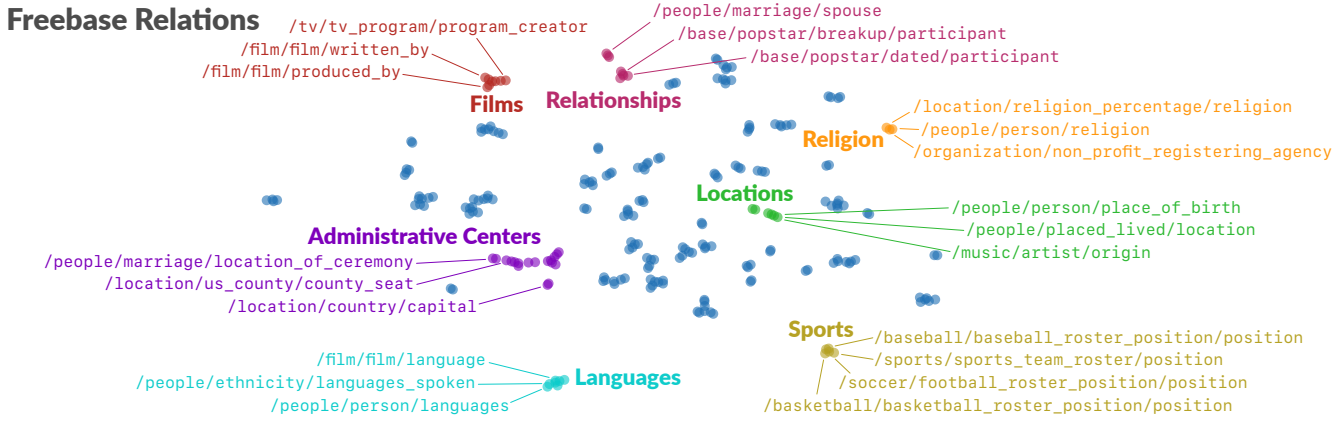 Freebase Relations
/tv/tv_program/program_creator
/film/film/written_by
/film/film/produced_by
Films
/people/marriage/spouse
/base/popstar/breakup/participant
/base/popstar/dated/participant
Relationships
/location/religion_percentage/religion
/people/person/religion
/organization/non_profit_registering_agency
Religion
Locations
/people/person/place_of_birth
/people/placed_lived/location
/music/artist/origin
Administrative Centers
/people/marriage/location_of_ceremony
/location/us_county/county_seat
/location/country/capital
Sports
/baseball/baseball_roster_position/position
/sports/sports_team_roster/position
/soccer/football_roster_position/position
/basketball/basketball_roster_position/position
/film/film/language
/people/ethnicity/languages_spoken
/people/person/languages
Languages